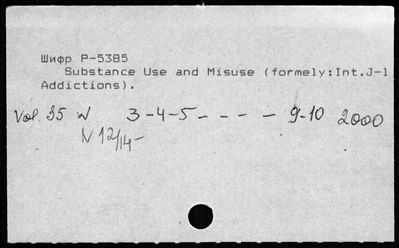 Шифр Р-5385
Substance Use and Misuse (formely:Int.J-l
Addictions).
Vol. 35 N 3-4-5- - - - - 9-10 2000
N 12/14-